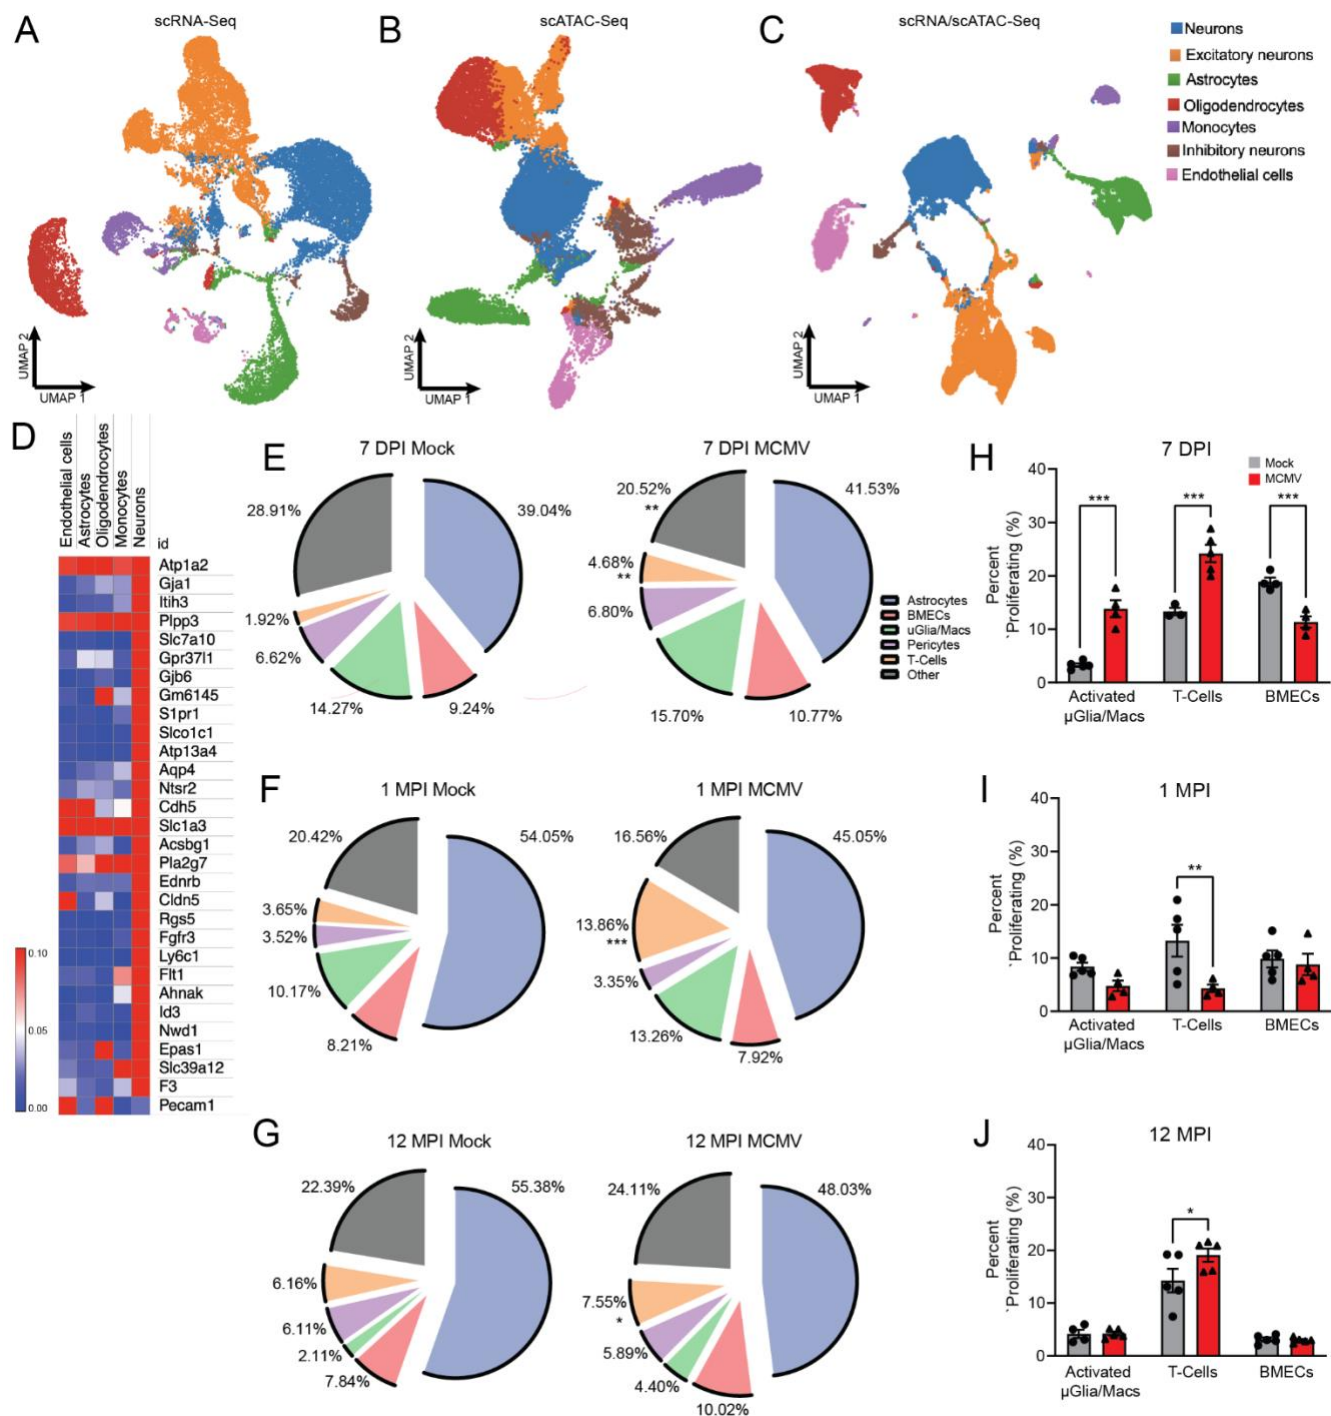 A
scRNA-Seq
B
scATAC-Seq
C
scRNA/scATAC-Seq
Neurons
Excitatory neurons
Astrocytes
Oligodendrocytes
Monocytes
Inhibitory neurons
Endothelial cells
UMAP 2
UMAP 1
UMAP 2
UMAP 1
UMAP 2
UMAP 1
D
Endothelial cells
Astrocytes
Oligodendrocytes
Monocytes
Neurons
id
Atp1a2
Gja1
Itih3
Plpp3
Slc7a10
Gpr37l1
Gjb6
Gm6145
S1pr1
Slco1c1
Atp13a4
Aqp4
Ntsr2
Cdh5
Slc1a3
Acsbg1
Pla2g7
Ednrb
Cldn5
Rgs5
Fgfr3
Ly6c1
Flt1
Ahnak
Id3
Nwd1
Epas1
Slc39a12
F3
Pecam1
0.10
0.05
0.00
E
7 DPI Mock
28.91%
39.04%
1.92%
6.62%
14.27%
9.24%
7 DPI MCMV
20.52%
**
41.53%
4.68%
**
6.80%
15.70%
10.77%
Astrocytes
BMECs
uGlia/Macs
Pericytes
T-Cells
Other
F
1 MPI Mock
20.42%
54.05%
3.65%
3.52%
10.17%
8.21%
1 MPI MCMV
16.56%
45.05%
13.86%
***
3.35%
13.26%
7.92%
G
12 MPI Mock
22.39%
55.38%
6.16%
6.11%
2.11%
7.84%
12 MPI MCMV
24.11%
48.03%
7.55%
*
5.89%
4.40%
10.02%
H
7 DPI
Mock
MCMV
Percent
`Proliferating (%)
40
30
20
10
0
***
***
***
Activated
µGlia/Macs
T-Cells
BMECs
I
1 MPI
Percent
`Proliferating (%)
40
30
20
10
0
**
Activated
µGlia/Macs
T-Cells
BMECs
J
12 MPI
Percent
`Proliferating (%)
40
30
20
10
0
*
Activated
µGlia/Macs
T-Cells
BMECs